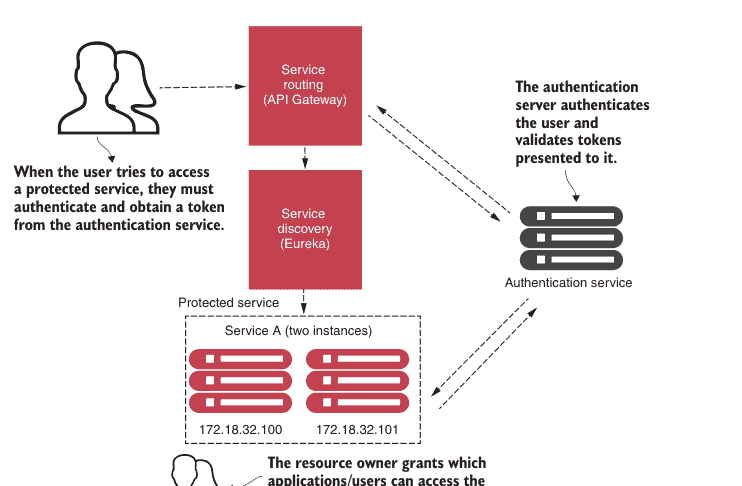 Service
routing
(API Gateway)
The authentication
server authenticates
the user and
validates tokens
presented to it.
When the user tries to access
a protected service, they must
authenticate and obtain a token
from the authentication service.
Service
discovery
(Eureka)
Authentication service
Protected service
Service A (two instances)
172.18.32.100
172.18.32.101
The resource owner grants which
applications/users can access the